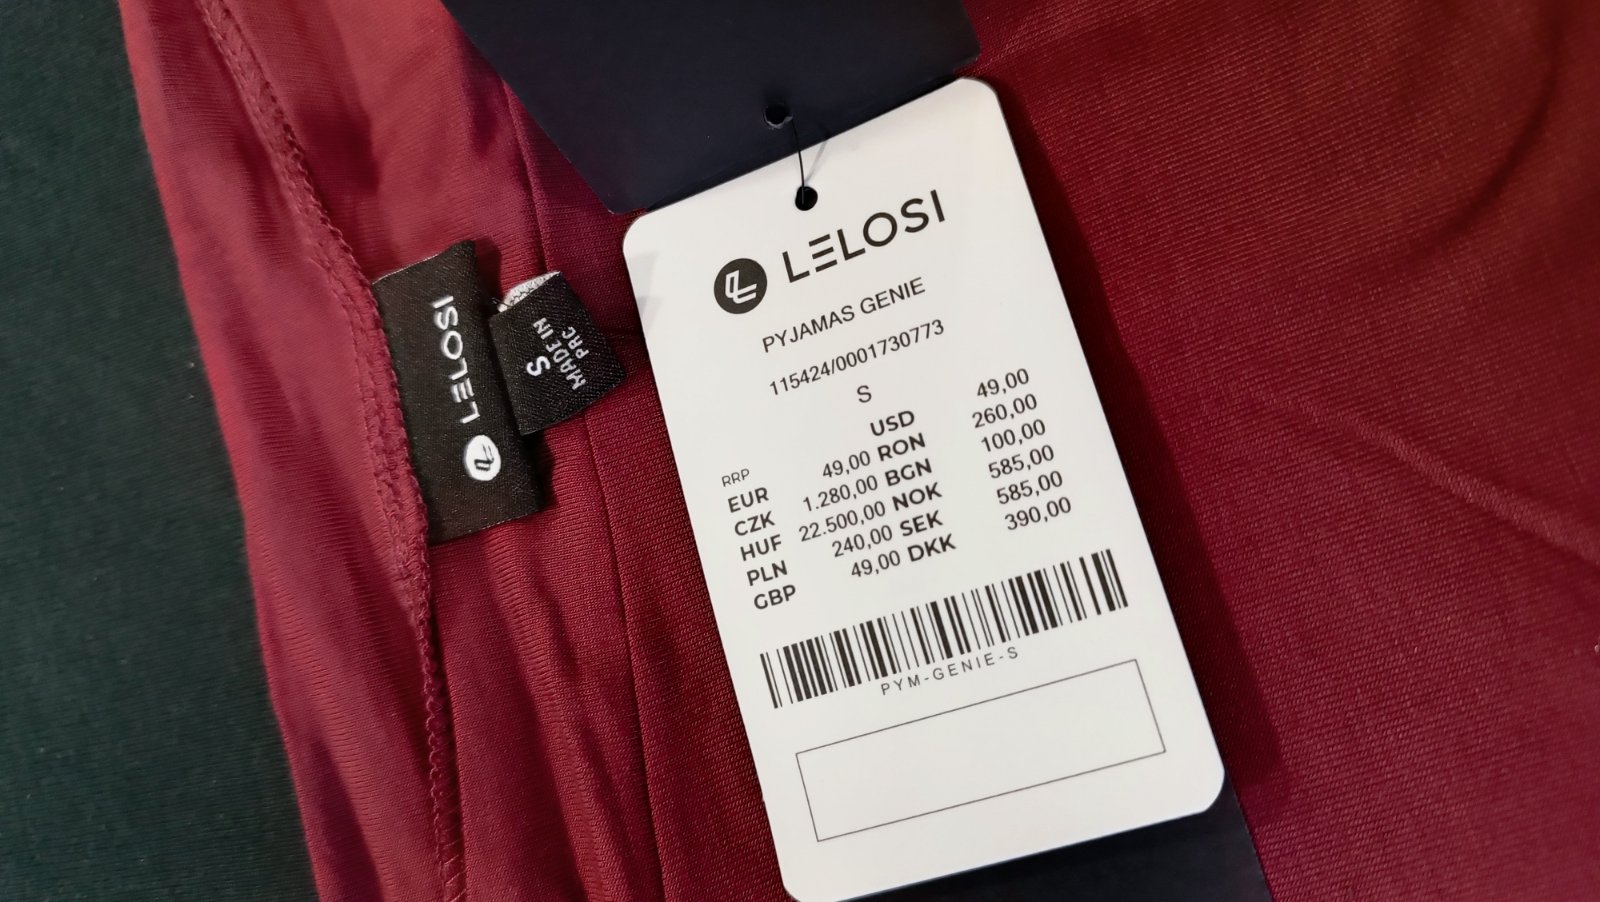 LELOSI
S
MADE IN
PRC
LELOSI
PYJAMAS GENIE
115424/0001730773
S
RRP USD 49,00
EUR 49,00 RON 260,00
CZK 1.280,00 BGN 100,00
HUF 22.500,00 NOK 585,00
PLN 240,00 SEK 585,00
GBP 49,00 DKK 390,00
PYM-GENIE-S